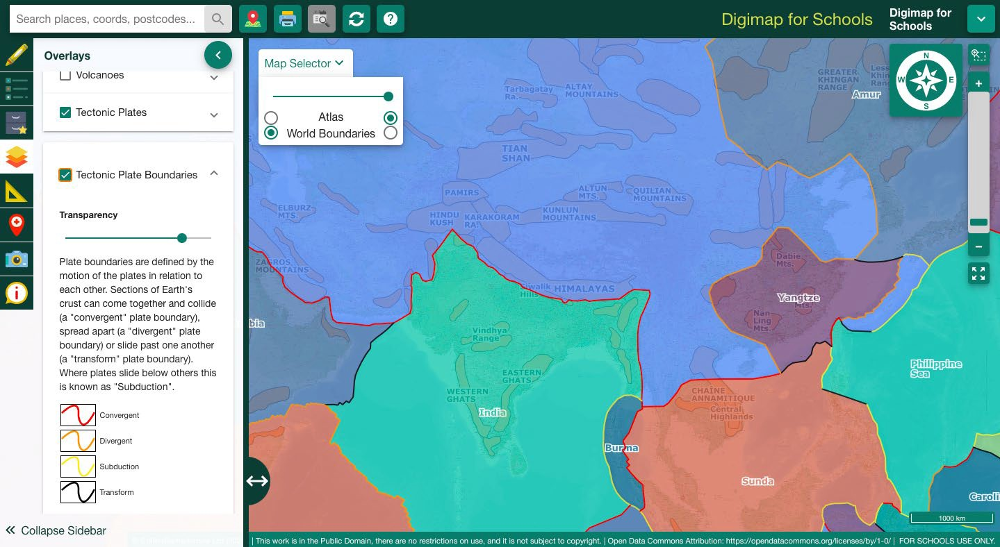 Search places, coords, postcodes...
Digimap for Schools
Digimap for
Schools
Overlays
Volcanoes
Tectonic Plates
Tectonic Plate Boundaries
Transparency
Plate boundaries are defined by the
motion of the plates in relation to
each other. Sections of Earth's
crust can come together and collide
(a "convergent" plate boundary),
spread apart (a "divergent" plate
boundary) or slide past one another
(a "transform" plate boundary).
Where plates slide below others this
is known as "Subduction".
Convergent
Divergent
Subduction
Transform
Collapse Sidebar
Map Selector
Atlas
World Boundaries
N
W
E
S
GREATER
KHINGAN
RANGE
Amur
Tarbagatay
Ra.
ALTAY
MOUNTAINS
TIAN
SHAN
PAMIRS
ALTUN
MTS.
QUILIAN
MOUNTAINS
ELBURZ
MTS.
HINDU
KUSH
KARAKORAM
RA.
KUNLUN
MOUNTAINS
ZAGROS
MOUNTAINS
Dabie
Mts.
Siwalik
Hills
HIMALAYAS
Yangtze
Mts.
Nan
Ling
Mts.
bia
Vindhya
Range
Philippine
Sea
EASTERN
GHATS
WESTERN
GHATS
CHAÎNE
ANNAMITIQUE
Central
Highlands
India
Burma
Sunda
Caroli
1000 km
| This work is in the Public Domain, there are no restrictions on use, and it is not subject to copyright. | Open Data Commons Attribution: https://opendatacommons.org/licenses/by/1-0/ | FOR SCHOOLS USE ONLY.